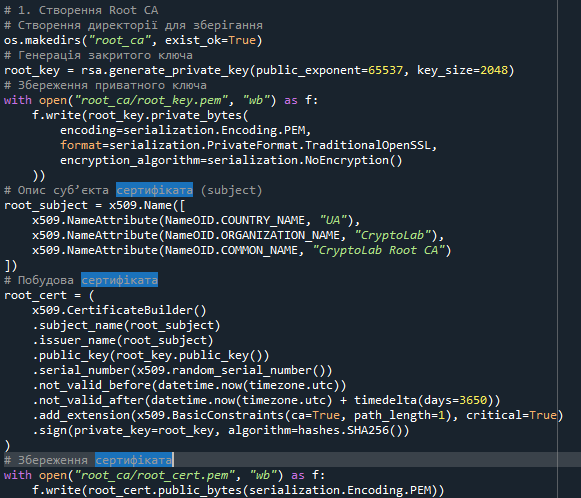 # 1. Створення Root CA
# Створення директорії для зберігання
os.makedirs("root_ca", exist_ok=True)
# Генерація закритого ключа
root_key = rsa.generate_private_key(public_exponent=65537, key_size=2048)
# Збереження приватного ключа
with open("root_ca/root_key.pem", "wb") as f:
    f.write(root_key.private_bytes(
        encoding=serialization.Encoding.PEM,
        format=serialization.PrivateFormat.TraditionalOpenSSL,
        encryption_algorithm=serialization.NoEncryption()
    ))
# Опис суб’єкта сертифіката (subject)
root_subject = x509.Name([
    x509.NameAttribute(NameOID.COUNTRY_NAME, "UA"),
    x509.NameAttribute(NameOID.ORGANIZATION_NAME, "CryptoLab"),
    x509.NameAttribute(NameOID.COMMON_NAME, "CryptoLab Root CA")
])
# Побудова сертифіката
root_cert = (
    x509.CertificateBuilder()
    .subject_name(root_subject)
    .issuer_name(root_subject)
    .public_key(root_key.public_key())
    .serial_number(x509.random_serial_number())
    .not_valid_before(datetime.now(timezone.utc))
    .not_valid_after(datetime.now(timezone.utc) + timedelta(days=3650))
    .add_extension(x509.BasicConstraints(ca=True, path_length=1), critical=True)
    .sign(private_key=root_key, algorithm=hashes.SHA256())
)
# Збереження сертифіката
with open("root_ca/root_cert.pem", "wb") as f:
    f.write(root_cert.public_bytes(serialization.Encoding.PEM))